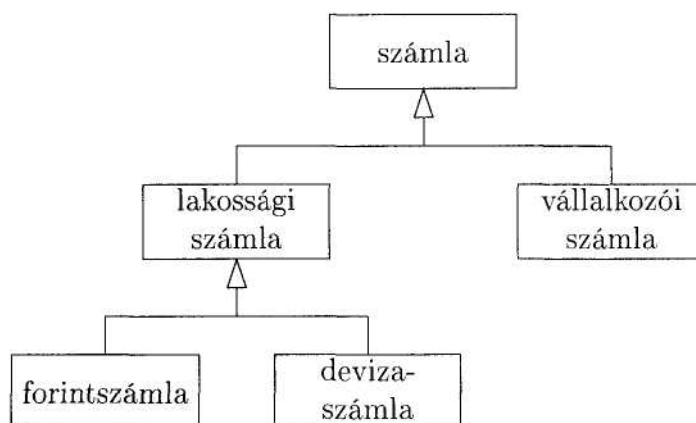 számla
lakossági
számla
vállalkozói
számla
forintszámla
deviza-
számla